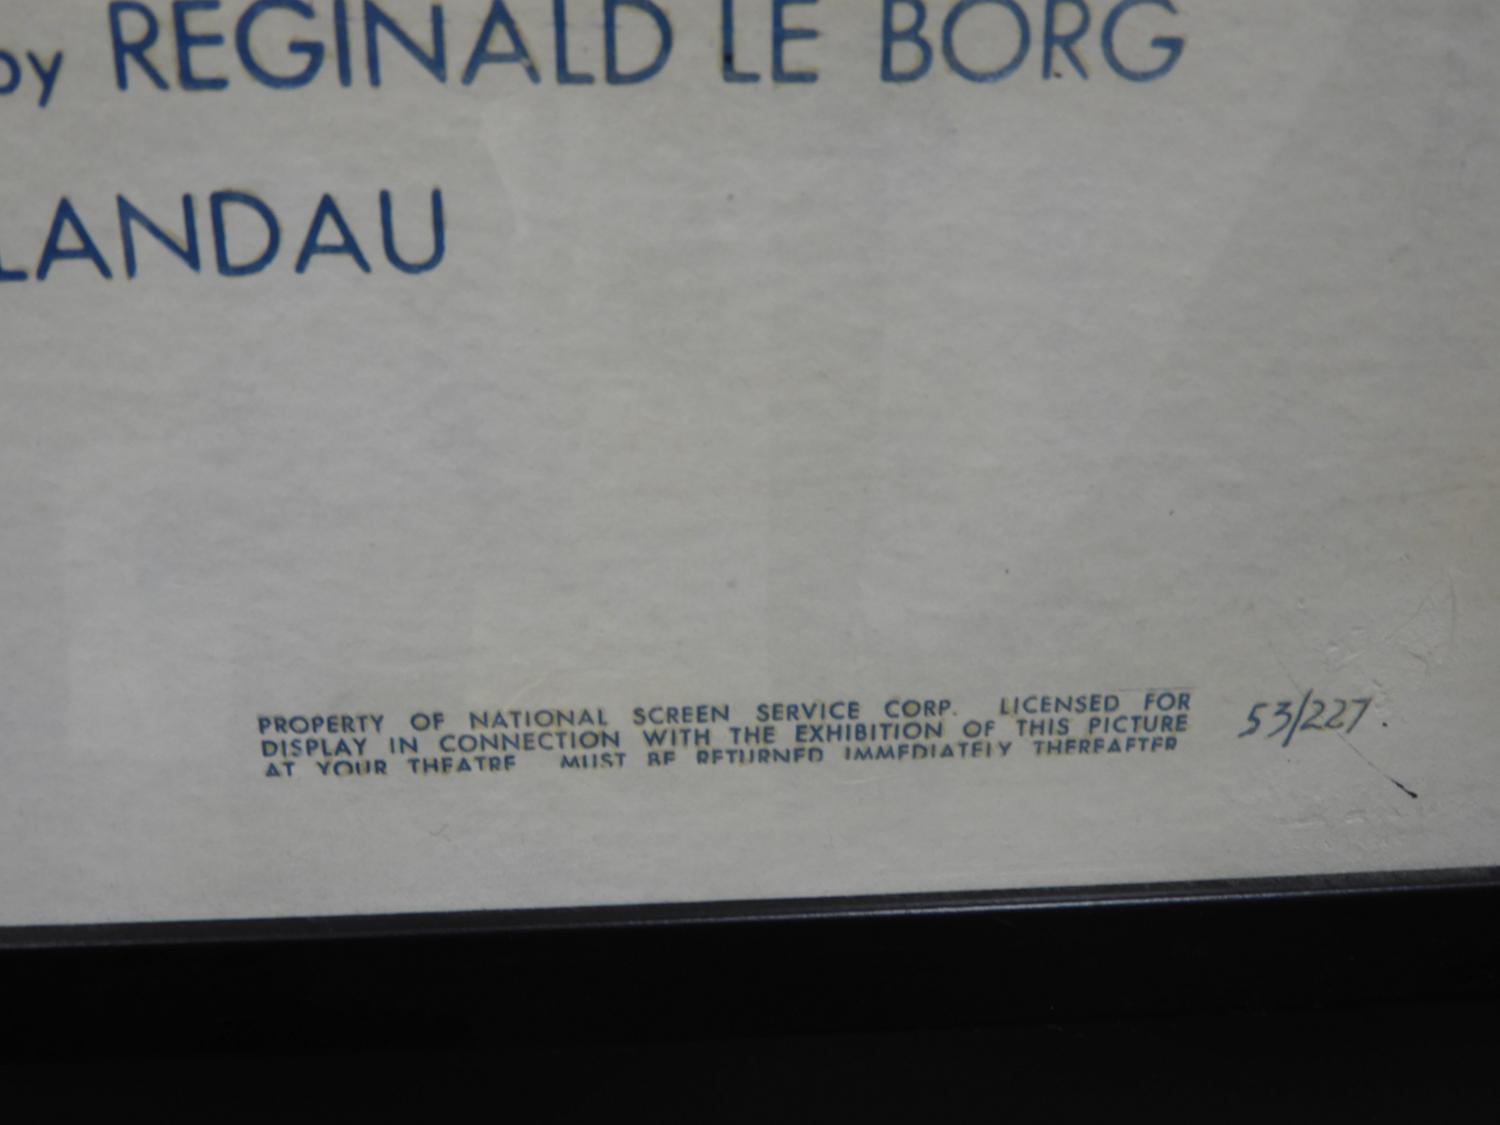 by REGINALD LE BORG
LANDAU
PROPERTY OF NATIONAL SCREEN SERVICE CORP. LICENSED FOR
DISPLAY IN CONNECTION WITH THE EXHIBITION OF THIS PICTURE
AT YOUR THEATRE MUST BE RETURNED IMMEDIATELY THEREAFTER
53/227.